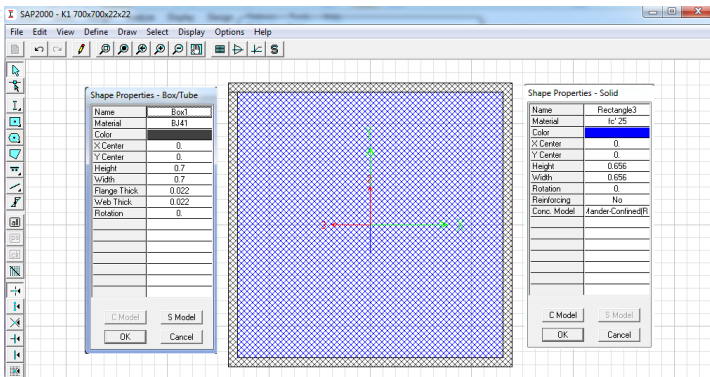 SAP2000 - K1 700x700x22x22
File Edit View Define Draw Select Display Options Help
Shape Properties - Box/Tube
Name Box1
Material BJ41
Color
X Center 0.
Y Center 0.
Height 0.7
Width 0.7
Flange Thick 0.022
Web Thick 0.022
Rotation 0.
C Model S Model
OK Cancel
2
3
Shape Properties - Solid
Name Rectangle3
Material fc' 25
Color
X Center 0.
Y Center 0.
Height 0.656
Width 0.656
Rotation 0.
Reinforcing No
Conc. Model Mander-Confined(R
C Model S Model
OK Cancel